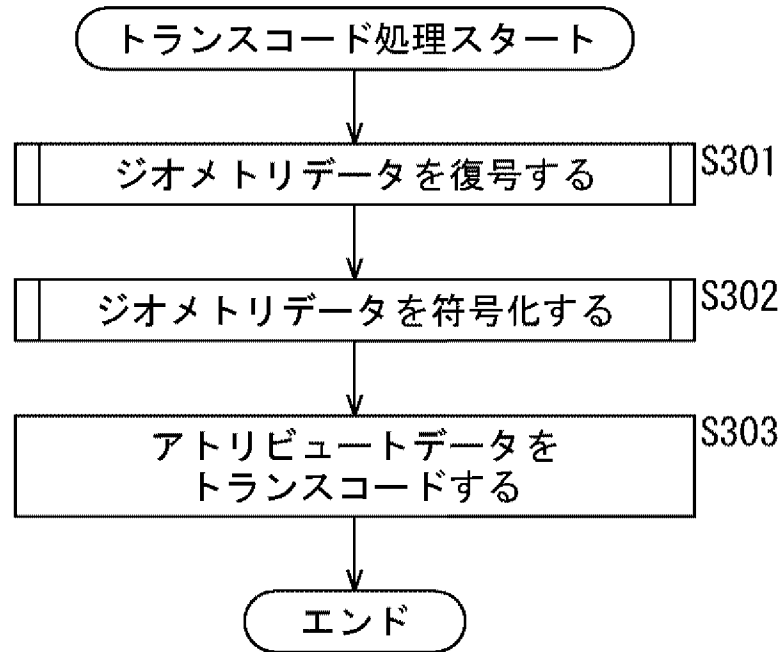 トランスコード処理スタート
ジオメトリデータを復号する
S301
ジオメトリデータを符号化する
S302
アトリビュートデータを
トランスコードする
S303
エンド